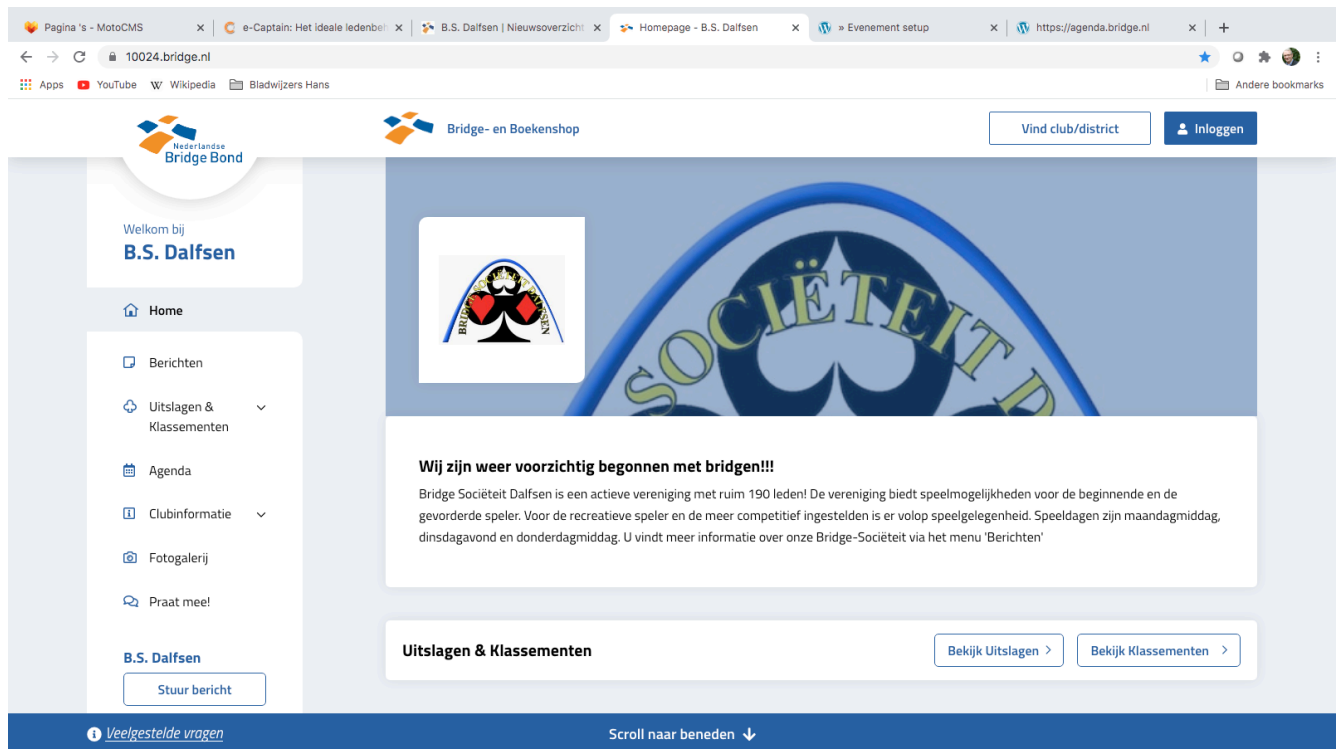 Pagina 's - MotoCMS
e-Captain: Het ideale ledenbeh
B.S. Dalfsen | Nieuwsoverzicht
Homepage - B.S. Dalfsen
» Evenement setup
https://agenda.bridge.nl
10024.bridge.nl
Apps
YouTube
Wikipedia
Bladwijzers Hans
Andere bookmarks
Nederlandse
Bridge Bond
Bridge- en Boekenshop
Vind club/district
Inloggen
Welkom bij
B.S. Dalfsen
Home
Berichten
Uitslagen &
Klassementen
Agenda
Clubinformatie
Fotogalerij
Praat mee!
B.S. Dalfsen
Stuur bericht
BRIDGE SOCIËTEIT DALFSEN
SOCIËTEIT D
Wij zijn weer voorzichtig begonnen met bridgen!!!
Bridge Sociëteit Dalfsen is een actieve vereniging met ruim 190 leden! De vereniging biedt speelmogelijkheden voor de beginnende en de
gevorderde speler. Voor de recreatieve speler en de meer competitief ingestelden is er volop speelgelegenheid. Speeldagen zijn maandagmiddag,
dinsdagavond en donderdagmiddag. U vindt meer informatie over onze Bridge-Sociëteit via het menu 'Berichten'
Uitslagen & Klassementen
Bekijk Uitslagen
Bekijk Klassementen
Veelgestelde vragen
Scroll naar beneden